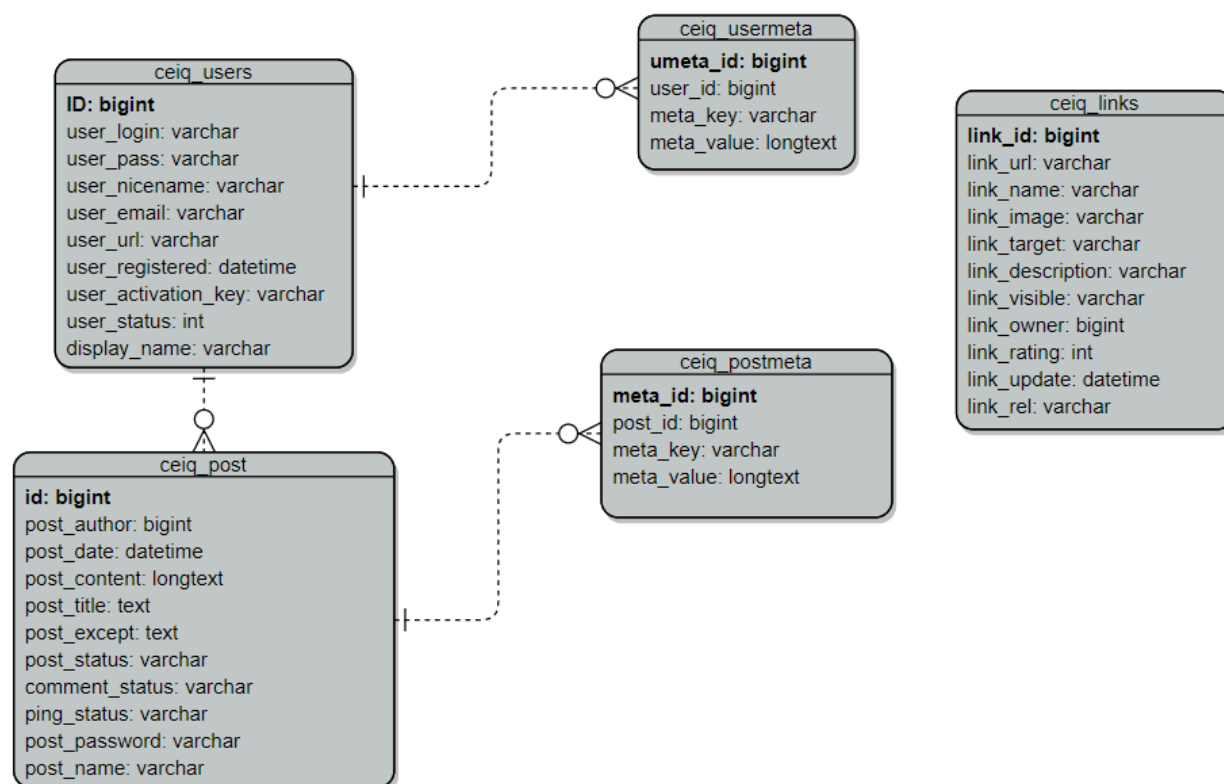 ceiq_users
ID: bigint
user_login: varchar
user_pass: varchar
user_nicename: varchar
user_email: varchar
user_url: varchar
user_registered: datetime
user_activation_key: varchar
user_status: int
display_name: varchar
ceiq_usermeta
umeta_id: bigint
user_id: bigint
meta_key: varchar
meta_value: longtext
ceiq_links
link_id: bigint
link_url: varchar
link_name: varchar
link_image: varchar
link_target: varchar
link_description: varchar
link_visible: varchar
link_owner: bigint
link_rating: int
link_update: datetime
link_rel: varchar
ceiq_post
id: bigint
post_author: bigint
post_date: datetime
post_content: longtext
post_title: text
post_except: text
post_status: varchar
comment_status: varchar
ping_status: varchar
post_password: varchar
post_name: varchar
ceiq_postmeta
meta_id: bigint
post_id: bigint
meta_key: varchar
meta_value: longtext